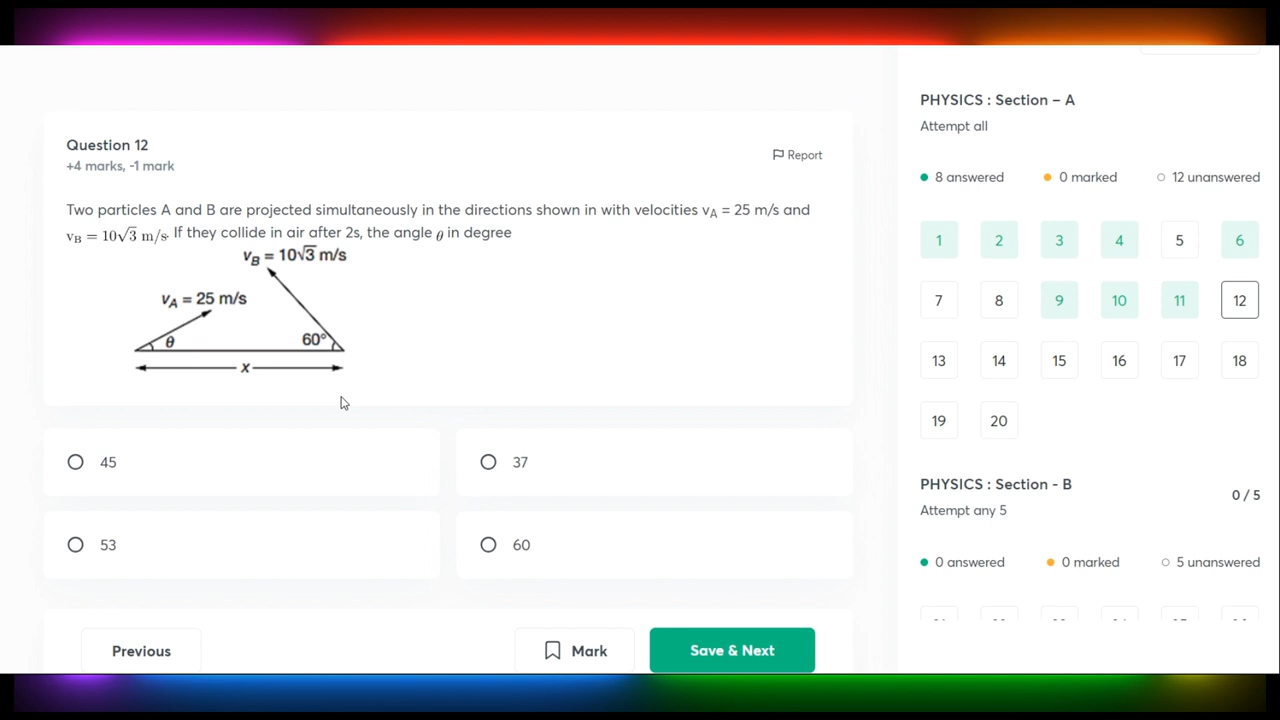 Question 12
+4 marks, -1 mark
Report
Two particles A and B are projected simultaneously in the directions shown in with velocities vA = 25 m/s and
vB = 10√3 m/s. If they collide in air after 2s, the angle θ in degree
vB = 10√3 m/s
vA = 25 m/s
θ
60°
x
45
37
53
60
Previous
Mark
Save & Next
PHYSICS : Section – A
Attempt all
8 answered
0 marked
12 unanswered
1 2 3 4 5 6
7 8 9 10 11 12
13 14 15 16 17 18
19 20
PHYSICS : Section - B
0 / 5
Attempt any 5
0 answered
0 marked
5 unanswered